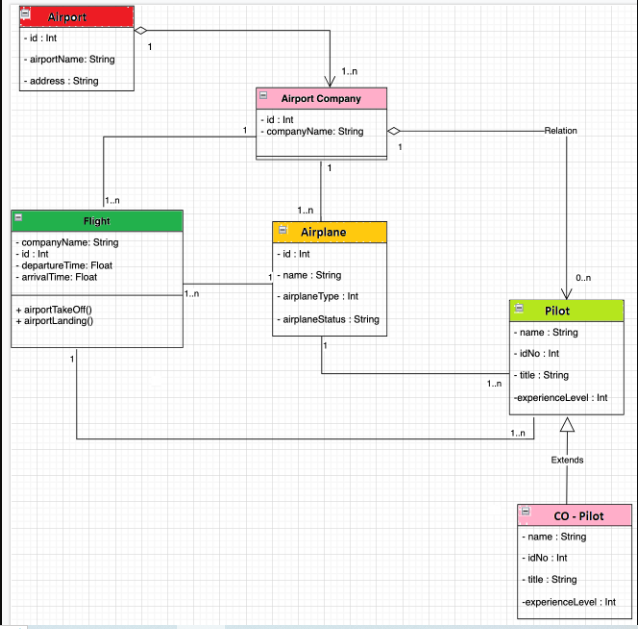 Airport
- id : Int
- airportName: String
- address : String
1
1..n
Airport Company
- id : Int
- companyName: String
1
1
Relation
1
1..n
1..n
Flight
- companyName: String
- id : Int
- departureTime: Float
- arrivalTime: Float
+ airportTakeOff()
+ airportLanding()
Airplane
- id : Int
- name : String
- airplaneType : Int
- airplaneStatus : String
1
1..n
0..n
Pilot
- name : String
- idNo : Int
- title : String
-experienceLevel : Int
1
1..n
1
1..n
Extends
CO - Pilot
- name : String
- idNo : Int
- title : String
-experienceLevel : Int